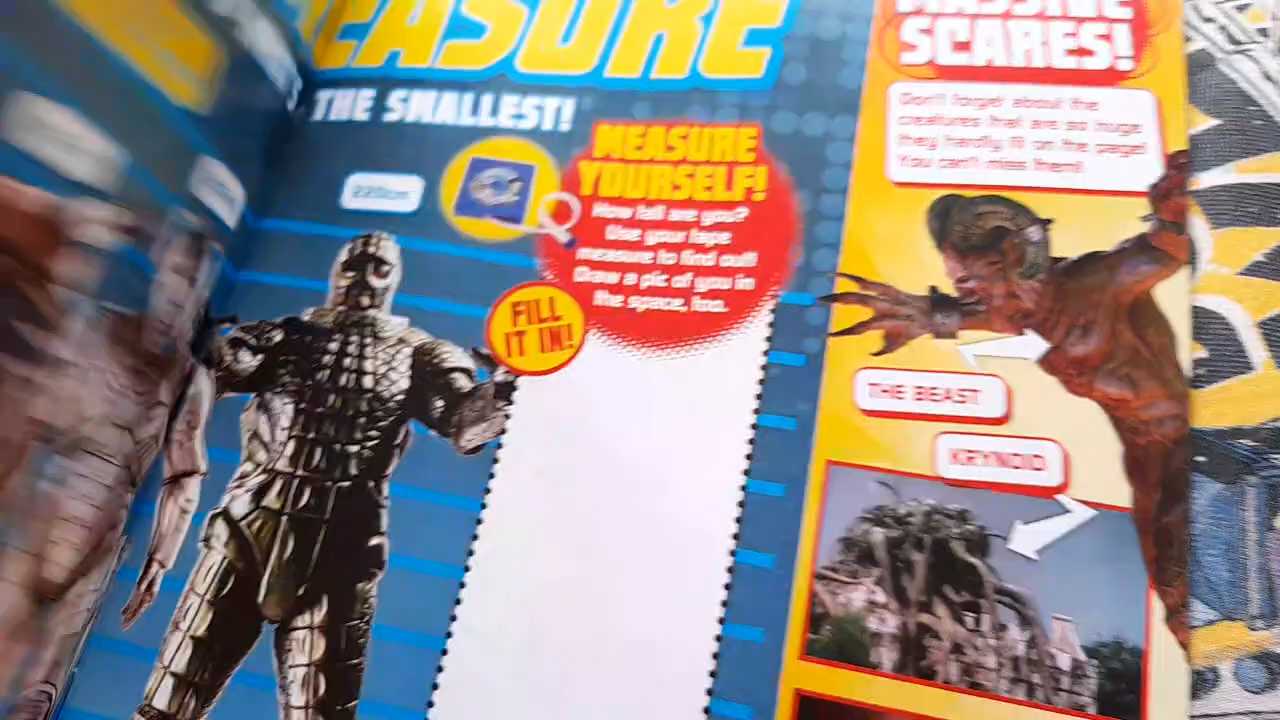 EASURE
THE SMALLEST!
220cm
MEASURE
YOURSELF!
How tall are you?
Use your tape
measure to find out!
Draw a pic of you in
the space, too.
FILL
IT IN!
MASSIVE
SCARES!
Don't forget about the
creatures that are so huge
they hardly fit on the page!
You can't miss them!
THE BEAST
KRYNOID